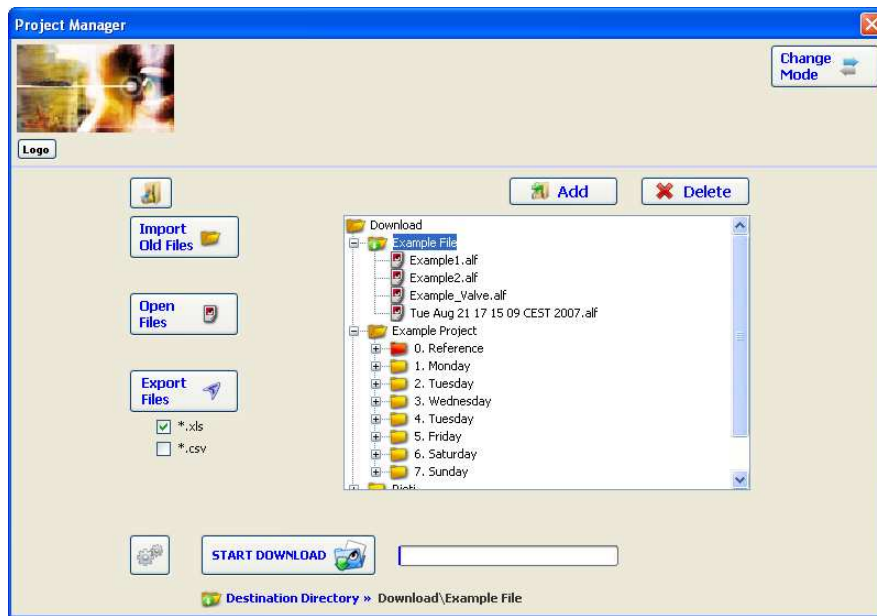 Project Manager
Change
Mode
Logo
Add
Delete
Import
Old Files
Open
Files
Export
Files
*.xls
*.csv
Download
Example File
Example1.alf
Example2.alf
Example_Valve.alf
Tue Aug 21 17 15 09 CEST 2007.alf
Example Project
0. Reference
1. Monday
2. Tuesday
3. Wednesday
4. Tuesday
5. Friday
6. Saturday
7. Sunday
START DOWNLOAD
Destination Directory » Download\Example File